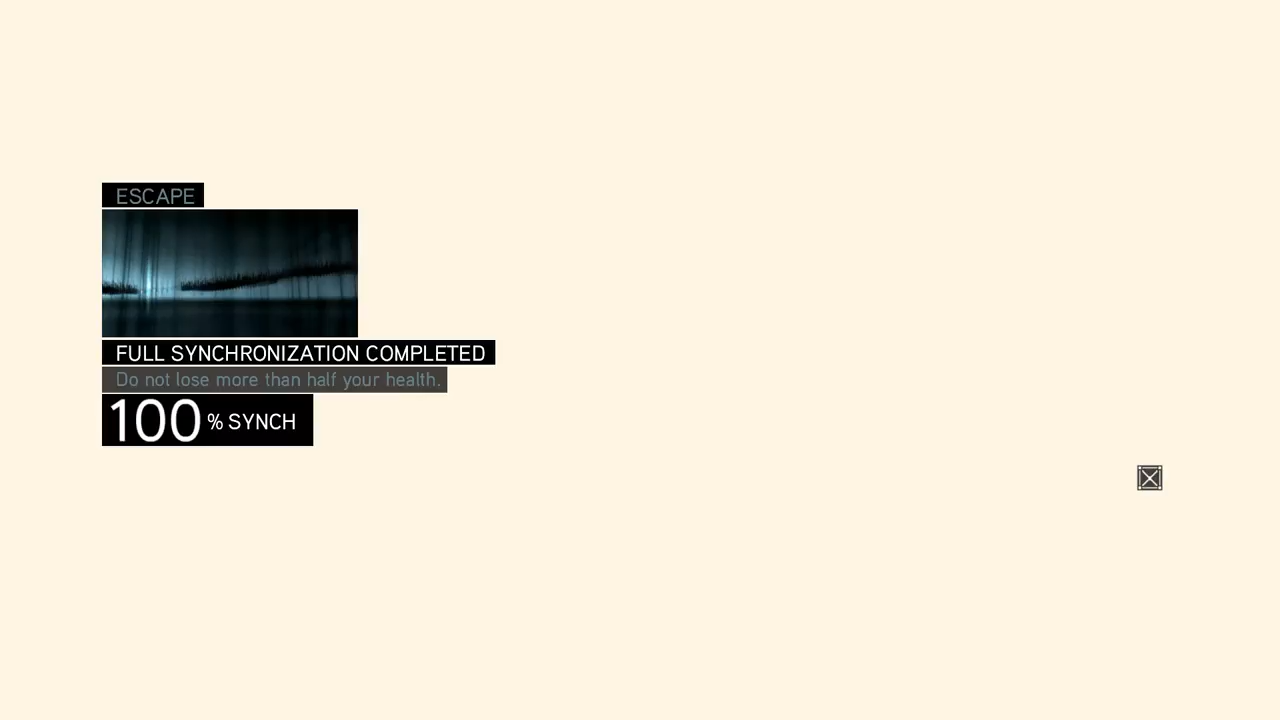 ESCAPE
FULL SYNCHRONIZATION COMPLETED
Do not lose more than half your health.
100 % SYNCH